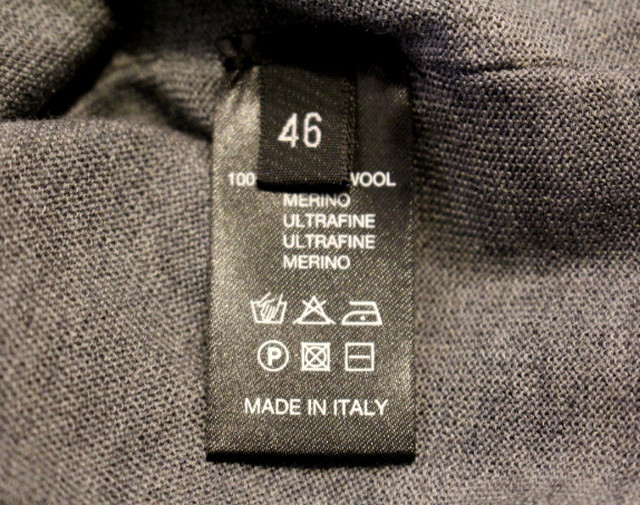 46
100 WOOL
MERINO
ULTRAFINE
ULTRAFINE
MERINO
P
MADE IN ITALY